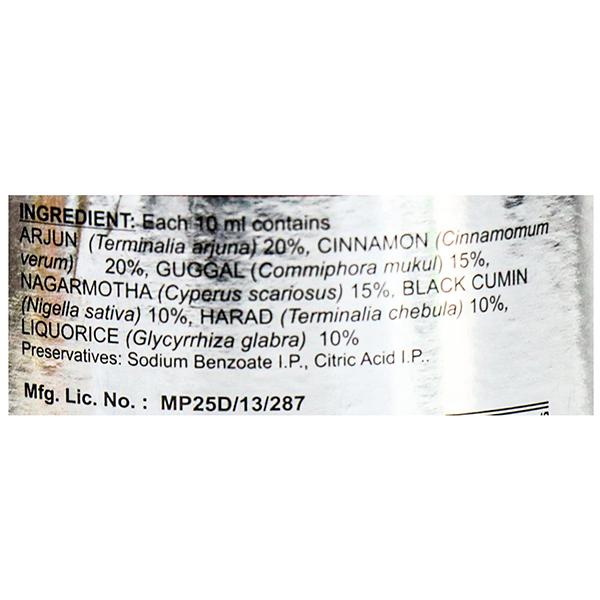 INGREDIENT: Each 10 ml contains
ARJUN (Terminalia arjuna) 20%, CINNAMON (Cinnamomum
verum) 20%, GUGGAL (Commiphora mukul) 15%,
NAGARMOTHA (Cyperus scariosus) 15%, BLACK CUMIN
(Nigella sativa) 10%, HARAD (Terminalia chebula) 10%,
LIQUORICE (Glycyrrhiza glabra) 10%
Preservatives: Sodium Benzoate I.P., Citric Acid I.P..
Mfg. Lic. No. : MP25D/13/287